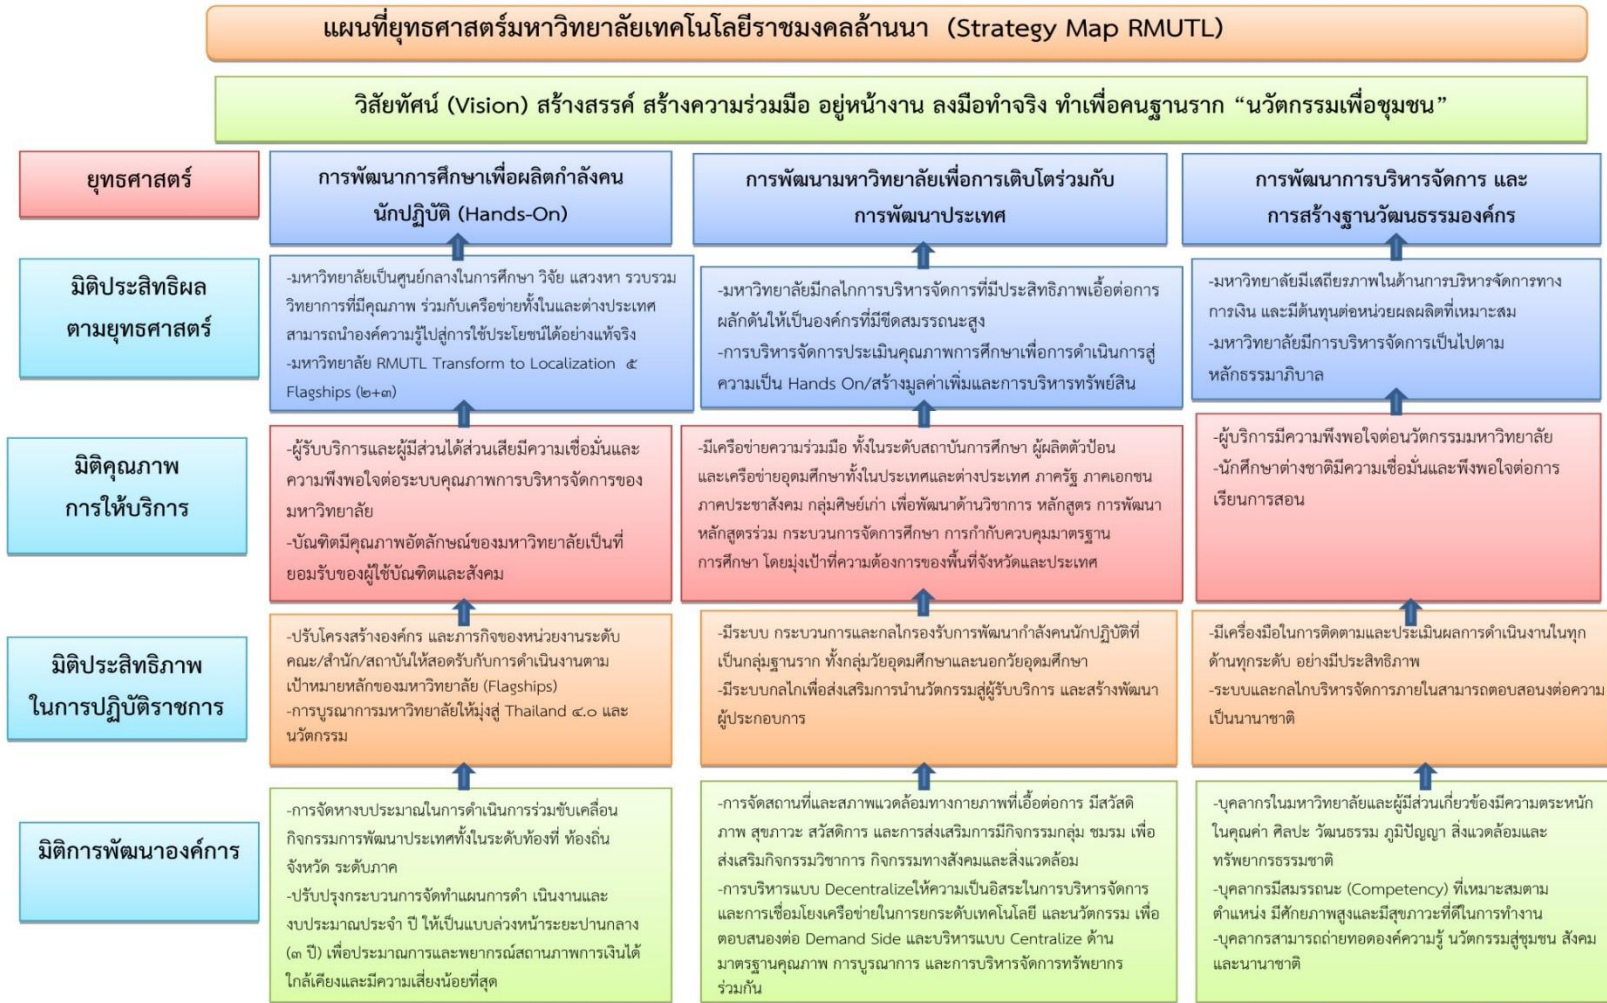 แผนที่ยุทธศาสตร์มหาวิทยาลัยเทคโนโลยีราชมงคลล้านนา (Strategy Map RMUTL)
วิสัยทัศน์ (Vision) สร้างสรรค์ สร้างความร่วมมือ อยู่หน้างาน ลงมือทำจริง ทำเพื่อคนฐานราก “นวัตกรรมเพื่อชุมชน”
ยุทธศาสตร์
การพัฒนาการศึกษาเพื่อผลิตกำลังคน
นักปฏิบัติ (Hands-On)
การพัฒนามหาวิทยาลัยเพื่อการเติบโตร่วมกับ
การพัฒนาประเทศ
การพัฒนาการบริหารจัดการ และ
การสร้างฐานวัฒนธรรมองค์กร
มิติประสิทธิผล
ตามยุทธศาสตร์
-มหาวิทยาลัยเป็นศูนย์กลางในการศึกษา วิจัย แสวงหา รวบรวม
วิทยาการที่มีคุณภาพ ร่วมกับเครือข่ายทั้งในและต่างประเทศ
สามารถนำองค์ความรู้ไปสู่การใช้ประโยชน์ได้อย่างแท้จริง
-มหาวิทยาลัย RMUTL Transform to Localization ๕
Flagships (๒+๓)
-มหาวิทยาลัยมีกลไกการบริหารจัดการที่มีประสิทธิภาพเอื้อต่อการ
ผลักดันให้เป็นองค์กรที่มีขีดสมรรถนะสูง
-การบริหารจัดการประเมินคุณภาพการศึกษาเพื่อการดำเนินการสู่
ความเป็น Hands On/สร้างมูลค่าเพิ่มและการบริหารทรัพย์สิน
-มหาวิทยาลัยมีเสถียรภาพในด้านการบริหารจัดการทาง
การเงิน และมีต้นทุนต่อหน่วยผลผลิตที่เหมาะสม
-มหาวิทยาลัยมีการบริหารจัดการเป็นไปตาม
หลักธรรมาภิบาล
มิติคุณภาพ
การให้บริการ
-ผู้รับบริการและผู้มีส่วนได้ส่วนเสียมีความเชื่อมั่นและ
ความพึงพอใจต่อระบบคุณภาพการบริหารจัดการของ
มหาวิทยาลัย
-บัณฑิตมีคุณภาพอัตลักษณ์ของมหาวิทยาลัยเป็นที่
ยอมรับของผู้ใช้บัณฑิตและสังคม
-มีเครือข่ายความร่วมมือ ทั้งในระดับสถาบันการศึกษา ผู้ผลิตตัวป้อน
และเครือข่ายอุดมศึกษาทั้งในประเทศและต่างประเทศ ภาครัฐ ภาคเอกชน
ภาคประชาสังคม กลุ่มศิษย์เก่า เพื่อพัฒนาด้านวิชาการ หลักสูตร การพัฒนา
หลักสูตรร่วม กระบวนการจัดการศึกษา การกำกับควบคุมมาตรฐาน
การศึกษา โดยมุ่งเป้าที่ความต้องการของพื้นที่จังหวัดและประเทศ
-ผู้บริการมีความพึงพอใจต่อนวัตกรรมมหาวิทยาลัย
-นักศึกษาต่างชาติมีความเชื่อมั่นและพึงพอใจต่อการ
เรียนการสอน
มิติประสิทธิภาพ
ในการปฏิบัติราชการ
-ปรับโครงสร้างองค์กร และภารกิจของหน่วยงานระดับ
คณะ/สำนัก/สถาบันให้สอดรับกับการดำเนินงานตาม
เป้าหมายหลักของมหาวิทยาลัย (Flagships)
-การบูรณาการมหาวิทยาลัยให้มุ่งสู่ Thailand ๔.๐ และ
นวัตกรรม
-มีระบบ กระบวนการและกลไกรองรับการพัฒนากำลังคนนักปฏิบัติที่
เป็นกลุ่มฐานราก ทั้งกลุ่มวัยอุดมศึกษาและนอกวัยอุดมศึกษา
-มีระบบกลไกเพื่อส่งเสริมการนำนวัตกรรมสู่ผู้รับบริการ และสร้างพัฒนา
ผู้ประกอบการ
-มีเครื่องมือในการติดตามและประเมินผลการดำเนินงานในทุก
ด้านทุกระดับ อย่างมีประสิทธิภาพ
-ระบบและกลไกบริหารจัดการภายในสามารถตอบสอนงต่อความ
เป็นนานาชาติ
มิติการพัฒนาองค์การ
-การจัดหางบประมาณในการดำเนินการร่วมขับเคลื่อน
กิจกรรมการพัฒนาประเทศทั้งในระดับท้องที่ ท้องถิ่น
จังหวัด ระดับภาค
-ปรับปรุงกระบวนการจัดทำแผนการดำ เนินงานและ
งบประมาณประจำ ปี ให้เป็นแบบล่วงหน้าระยะปานกลาง
(๓ ปี) เพื่อประมาณการและพยากรณ์สถานภาพการเงินได้
ใกล้เคียงและมีความเสี่ยงน้อยที่สุด
-การจัดสถานที่และสภาพแวดล้อมทางกายภาพที่เอื้อต่อการ มีสวัสดิ
ภาพ สุขภาวะ สวัสดิการ และการส่งเสริมการมีกิจกรรมกลุ่ม ชมรม เพื่อ
ส่งเสริมกิจกรรมวิชาการ กิจกรรมทางสังคมและสิ่งแวดล้อม
-การบริหารแบบ Decentralizeให้ความเป็นอิสระในการบริหารจัดการ
และการเชื่อมโยงเครือข่ายในการยกระดับเทคโนโลยี และนวัตกรรม เพื่อ
ตอบสนองต่อ Demand Side และบริหารแบบ Centralize ด้าน
มาตรฐานคุณภาพ การบูรณาการ และการบริหารจัดการทรัพยากร
ร่วมกัน
-บุคลากรในมหาวิทยาลัยและผู้มีส่วนเกี่ยวข้องมีความตระหนัก
ในคุณค่า ศิลปะ วัฒนธรรม ภูมิปัญญา สิ่งแวดล้อมและ
ทรัพยากรธรรมชาติ
-บุคลากรมีสมรรถนะ (Competency) ที่เหมาะสมตาม
ตำแหน่ง มีศักยภาพสูงและมีสุขภาวะที่ดีในการทำงาน
-บุคลากรสามารถถ่ายทอดองค์ความรู้ นวัตกรรมสู่ชุมชน สังคม
และนานาชาติ